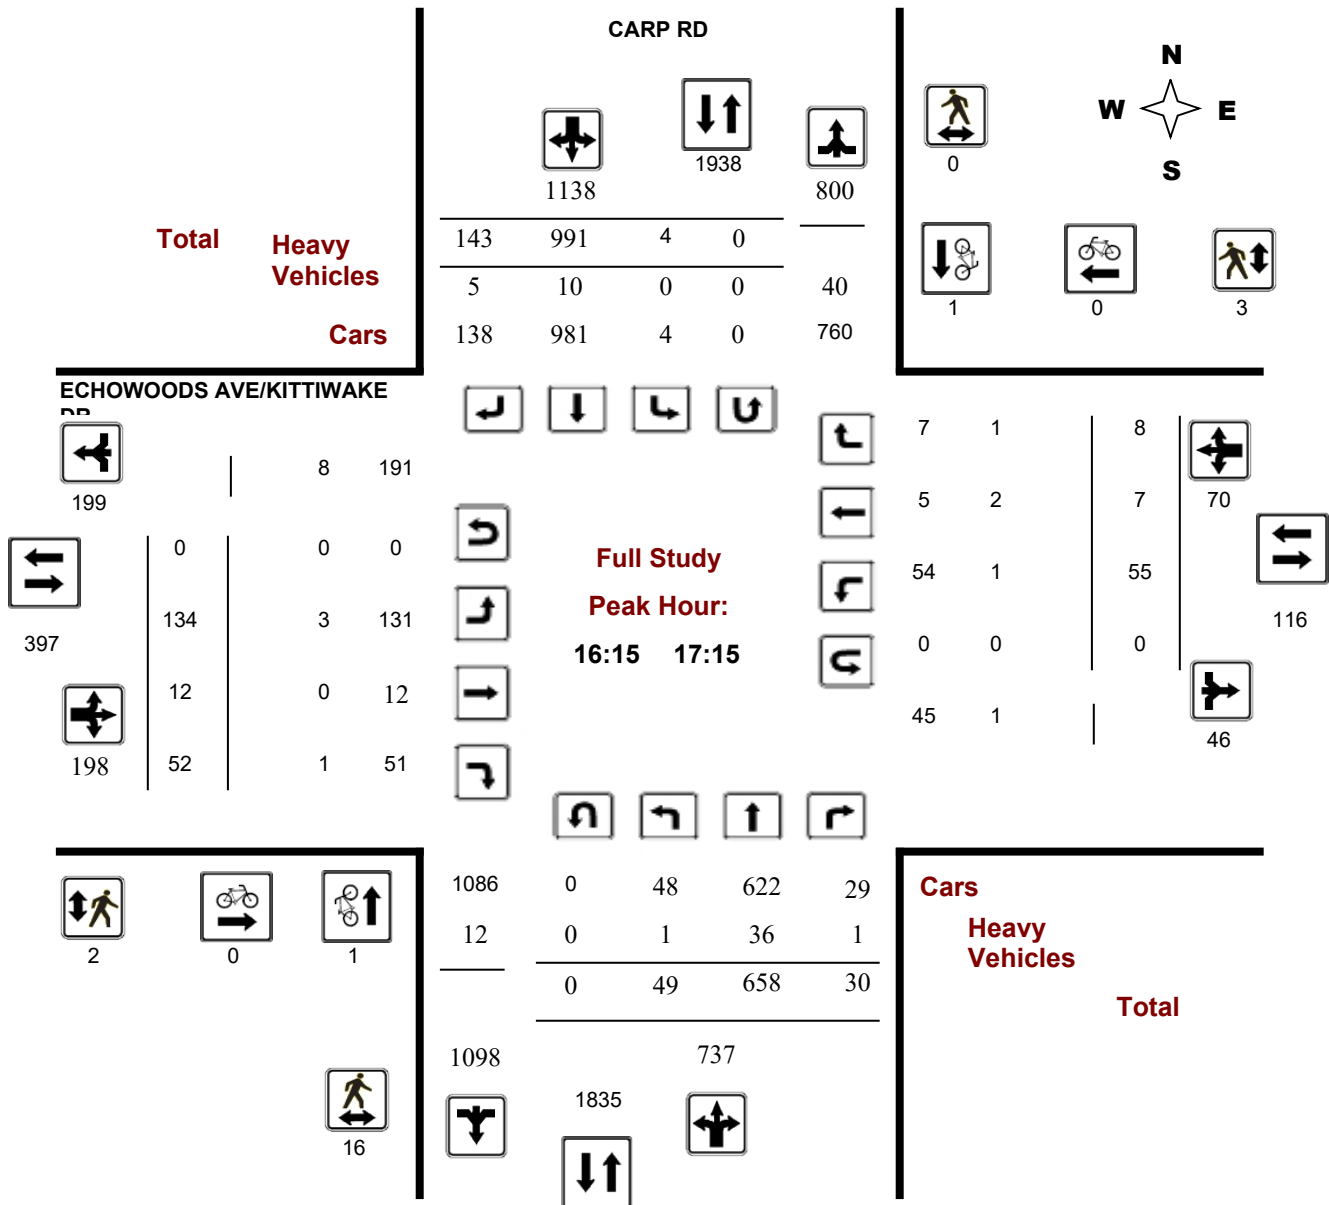 CARP RD
N
W E
S
1938
0
1138
800
Total
Heavy
Vehicles
143 991 4 0
5 10 0 0 40
1 0 3
Cars
138 981 4 0 760
ECHOWOODS AVE/KITTIWAKE
DR
7 1 8
8 191
199
70
5 2 7
0 0 0
Full Study
54 1 55
Peak Hour:
134 3 131
116
397
16:15 17:15
0 0 0
12 0 12
45 1
46
198 52 1 51
1086 0 48 622 29
Cars
12 0 1 36 1
Heavy
Vehicles
2 0 1
0 49 658 30
Total
1098 737
1835
16